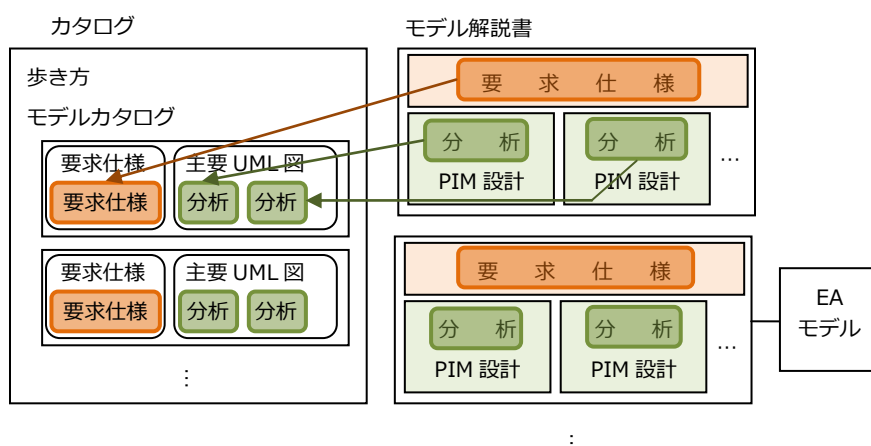 カタログ
歩き方
モデルカタログ
要求仕様 主要 UML 図
要求仕様 分析 分析
要求仕様 主要 UML 図
要求仕様 分析 分析
⋮
モデル解説書
要 求 仕 様
分 析 分 析
PIM 設計 PIM 設計 …
要 求 仕 様
分 析 分 析
PIM 設計 PIM 設計 …
⋮
EA
モデル